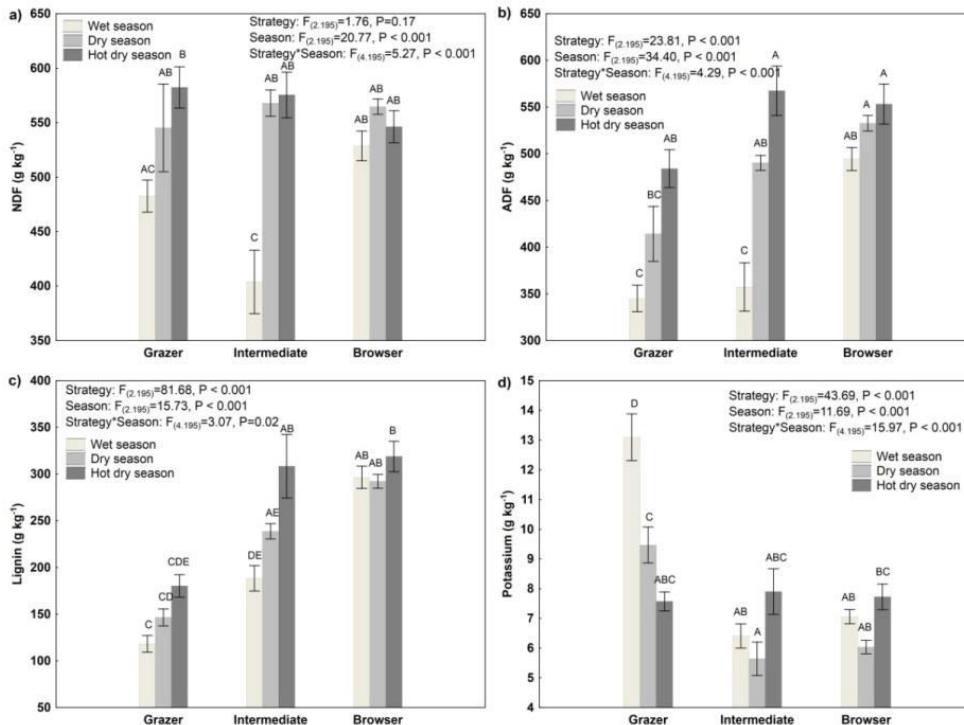 a)
Strategy: F(2.195)=1.76, P=0.17
Season: F(2.195)=20.77, P < 0.001
Strategy*Season: F(4.195)=5.27, P < 0.001
Wet season
Dry season
Hot dry season
NDF (g kg-1)
650
600
550
500
450
400
350
AC
AB
B
C
AB
AB
AB
AB
AB
Grazer
Intermediate
Browser
b)
Strategy: F(2.195)=23.81, P < 0.001
Season: F(2.195)=34.40, P < 0.001
Strategy*Season: F(4.195)=4.29, P < 0.001
Wet season
Dry season
Hot dry season
ADF (g kg-1)
650
600
550
500
450
400
350
300
C
BC
AB
C
AB
A
AB
A
A
Grazer
Intermediate
Browser
c)
Strategy: F(2.195)=81.68, P < 0.001
Season: F(2.195)=15.73, P < 0.001
Strategy*Season: F(4.195)=3.07, P=0.02
Wet season
Dry season
Hot dry season
Lignin (g kg-1)
400
350
300
250
200
150
100
50
C
CD
CDE
DE
AE
AB
AB
AB
B
Grazer
Intermediate
Browser
d)
Strategy: F(2.195)=43.69, P < 0.001
Season: F(2.195)=11.69, P < 0.001
Strategy*Season: F(4.195)=15.97, P < 0.001
Wet season
Dry season
Hot dry season
Potassium (g kg-1)
15
14
13
12
11
10
9
8
7
6
5
4
D
C
ABC
AB
A
ABC
AB
AB
BC
Grazer
Intermediate
Browser